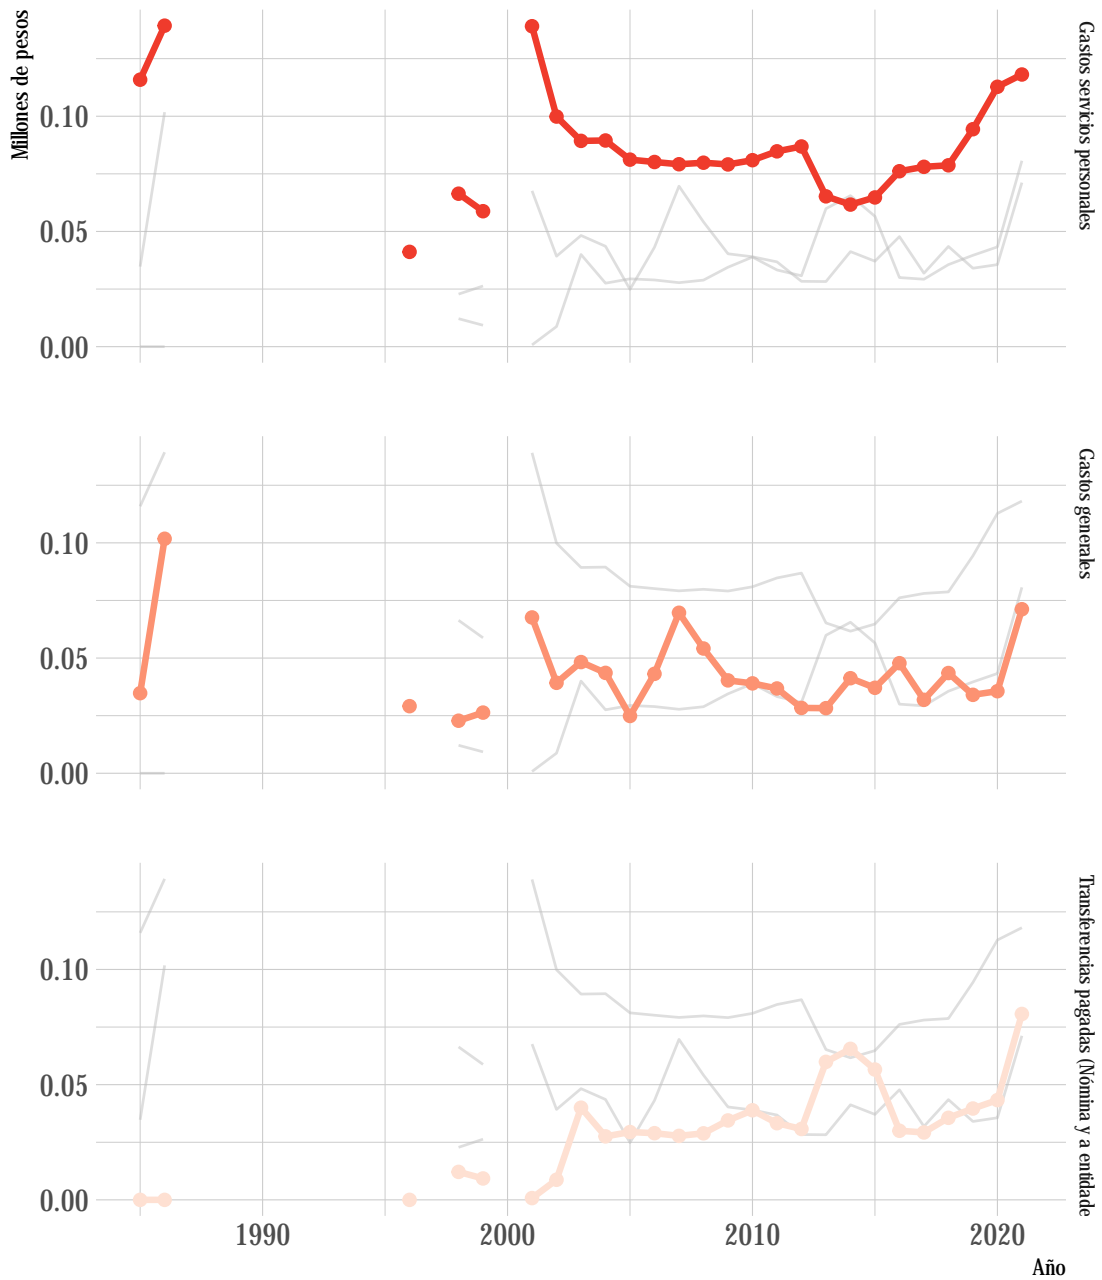 Millones de pesos
Gastos servicios personales
0.10
0.05
0.00
Gastos generales
0.10
0.05
0.00
Transferencias pagadas (Nómina y a entidade
0.10
0.05
0.00
1990
2000
2010
2020
Año